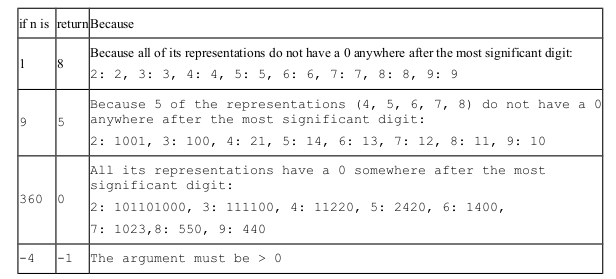 if n is return Because
1 8 Because all of its representations do not have a 0 anywhere after the most significant digit:
2: 2, 3: 3, 4: 4, 5: 5, 6: 6, 7: 7, 8: 8, 9: 9
9 5 Because 5 of the representations (4, 5, 6, 7, 8) do not have a 0
anywhere after the most significant digit:
2: 1001, 3: 100, 4: 21, 5: 14, 6: 13, 7: 12, 8: 11, 9: 10
360 0 All its representations have a 0 somewhere after the most
significant digit:
2: 101101000, 3: 111100, 4: 11220, 5: 2420, 6: 1400,
7: 1023,8: 550, 9: 440
-4 -1 The argument must be > 0